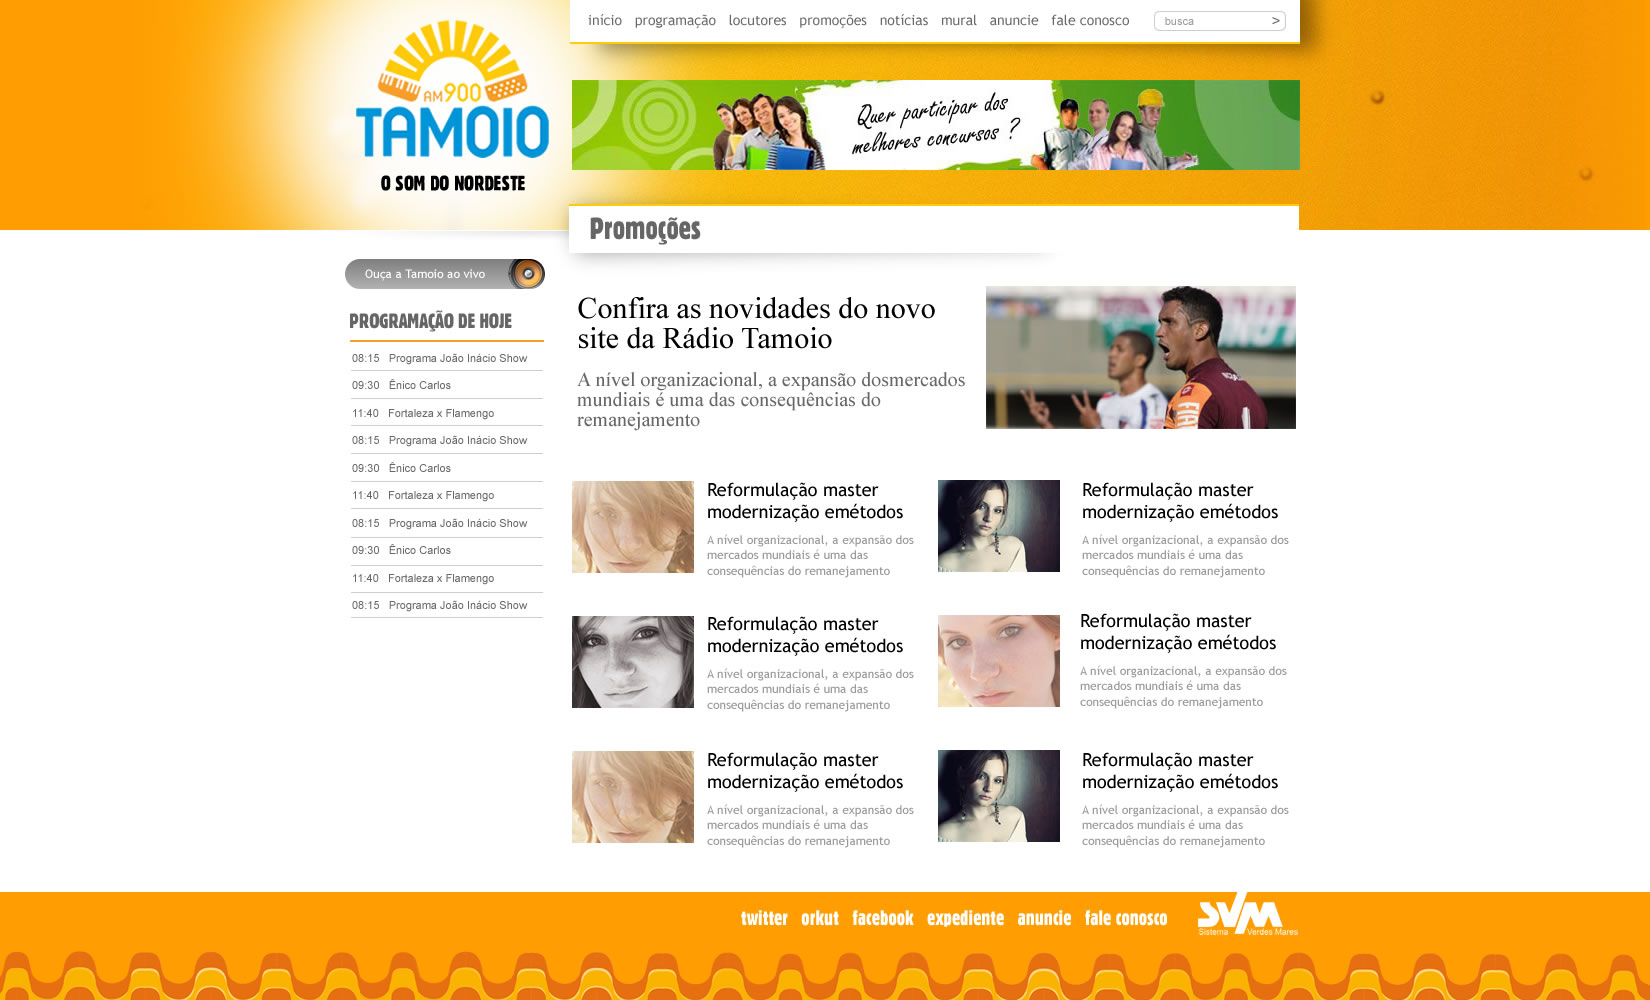 início programação locutores promoções notícias mural anuncie fale conosco busca >
AM 900
TAMOIO
O SOM DO NORDESTE
Quer participar dos
melhores concursos ?
Promoções
Ouça a Tamoio ao vivo
PROGRAMAÇÃO DE HOJE
08:15 Programa João Inácio Show
09:30 Ênico Carlos
11:40 Fortaleza x Flamengo
08:15 Programa João Inácio Show
09:30 Ênico Carlos
11:40 Fortaleza x Flamengo
08:15 Programa João Inácio Show
09:30 Ênico Carlos
11:40 Fortaleza x Flamengo
08:15 Programa João Inácio Show
Confira as novidades do novo
site da Rádio Tamoio
A nível organizacional, a expansão dosmercados
mundiais é uma das consequências do
remanejamento
Reformulação master
modernização emétodos
A nível organizacional, a expansão dos
mercados mundiais é uma das
consequências do remanejamento
Reformulação master
modernização emétodos
A nível organizacional, a expansão dos
mercados mundiais é uma das
consequências do remanejamento
Reformulação master
modernização emétodos
A nível organizacional, a expansão dos
mercados mundiais é uma das
consequências do remanejamento
Reformulação master
modernização emétodos
A nível organizacional, a expansão dos
mercados mundiais é uma das
consequências do remanejamento
Reformulação master
modernização emétodos
A nível organizacional, a expansão dos
mercados mundiais é uma das
consequências do remanejamento
Reformulação master
modernização emétodos
A nível organizacional, a expansão dos
mercados mundiais é uma das
consequências do remanejamento
twitter orkut facebook expediente anuncie fale conosco
SVM
Sistema Verdes Mares